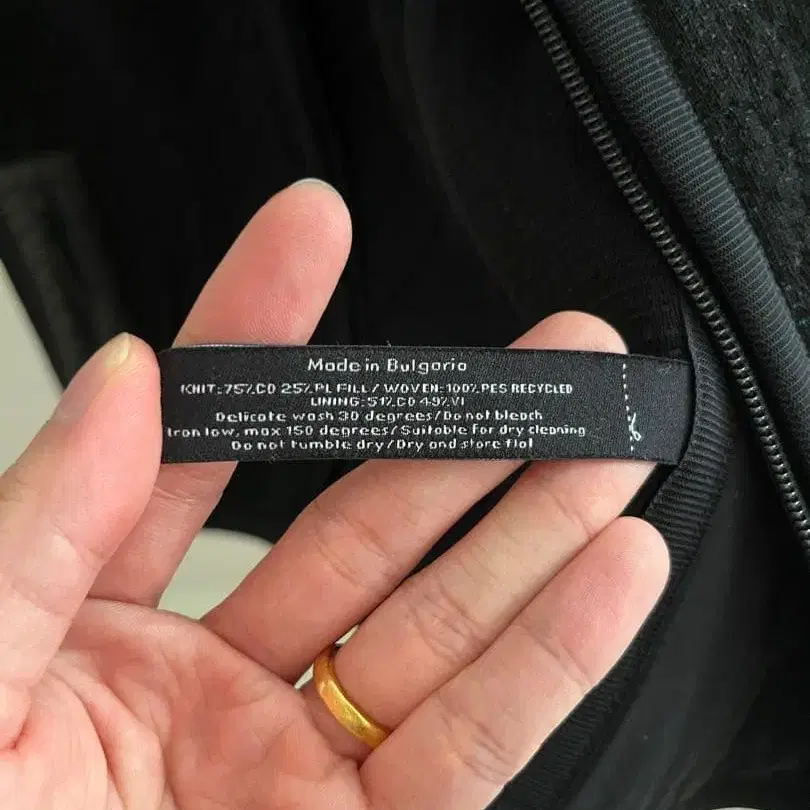 Made in Bulgaria
KNIT:75%CO 25%PL FILL/ WOVEN:100%PES RECYCLED
LINING: 51%CO 49%VI
Delicate wash 30 degrees/Do not bleach
Iron low, max 150 degrees/Suitable for dry cleaning
Do not tumble dry/Dry and store flat